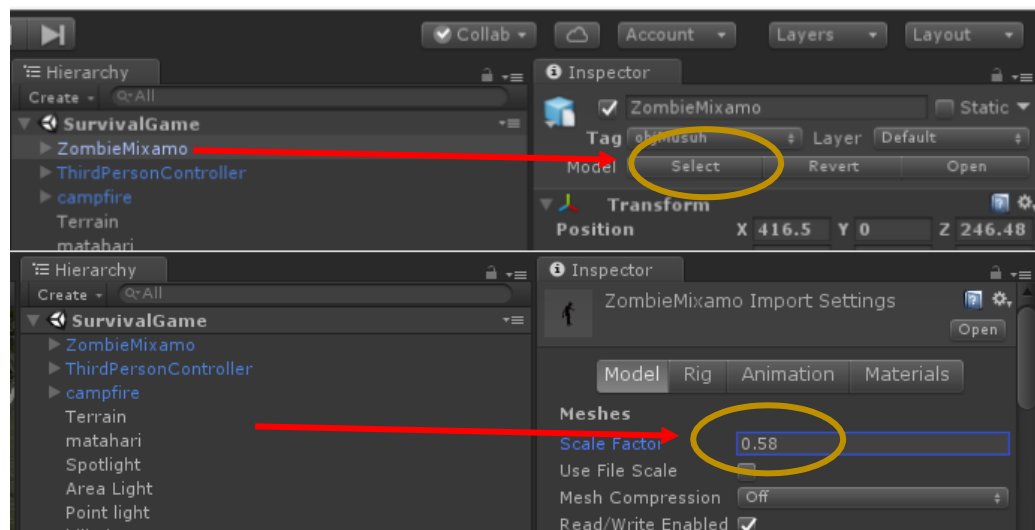 Collab Account Layers Layout
Hierarchy
Create All
SurvivalGame
ZombieMixamo
ThirdPersonController
campfire
Terrain
matahari
Inspector
ZombieMixamo Static
Tag objMusuh Layer Default
Model Select Revert Open
Transform
Position X 416.5 Y 0 Z 246.48
Hierarchy
Create All
SurvivalGame
ZombieMixamo
ThirdPersonController
campfire
Terrain
matahari
Spotlight
Area Light
Point light
Inspector
ZombieMixamo Import Settings
Open
Model Rig Animation Materials
Meshes
Scale Factor 0.58
Use File Scale
Mesh Compression Off
Read/Write Enabled